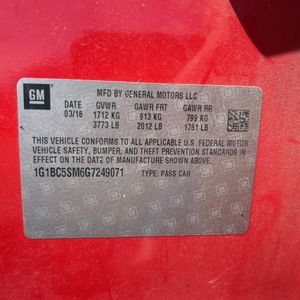 GM
MFD BY GENERAL MOTORS LLC
DATE GVWR GAWR FRT GAWR RR
03/16 1712 KG 913 KG 799 KG
3773 LB 2012 LB 1761 LB
THIS VEHICLE CONFORMS TO ALL APPLICABLE U.S. FEDERAL MOTOR
VEHICLE SAFETY, BUMPER, AND THEFT PREVENTION STANDARDS IN
EFFECT ON THE DATE OF MANUFACTURE SHOWN ABOVE.
1G1BC5SM6G7249071
TYPE: PASS CAR